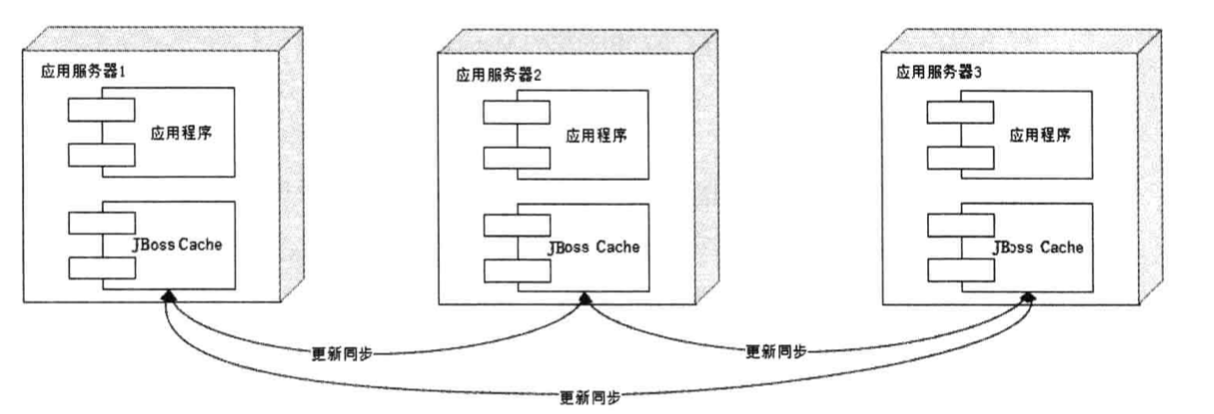 应用服务器1
应用程序
JBoss Cache
应用服务器2
应用程序
JBoss Cache
应用服务器3
应用程序
JBoss Cache
更新同步
更新同步
更新同步